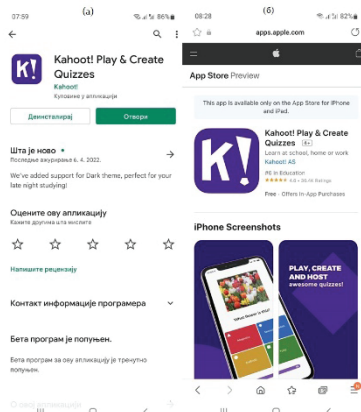 (а)
07:59
86%
Kahoot! Play & Create
Quizzes
Kahoot!
Куповине у апликацији
Деинсталирај
Отвори
Шта је ново
Последње ажурирање 6. 4. 2022.
We've added support for Dark theme, perfect for your
late night studying!
Оцените ову апликацију
Кажите другима шта мислите
Напишите рецензију
Контакт информације програмера
Бета програм је попуњен.
Бета програм за ову апликацију је тренутно
попуњен.
О овој апликацији
(б)
08:28
82%
apps.apple.com
App Store Preview
This app is available only on the App Store for iPhone
and iPad.
K!
Kahoot! Play & Create
Quizzes 4+
Learn at school, home or work
Kahoot! AS
in Education
Free · Offers In-App Purchases
iPhone Screenshots
PLAY, CREATE
AND HOST
awesome quizzes!